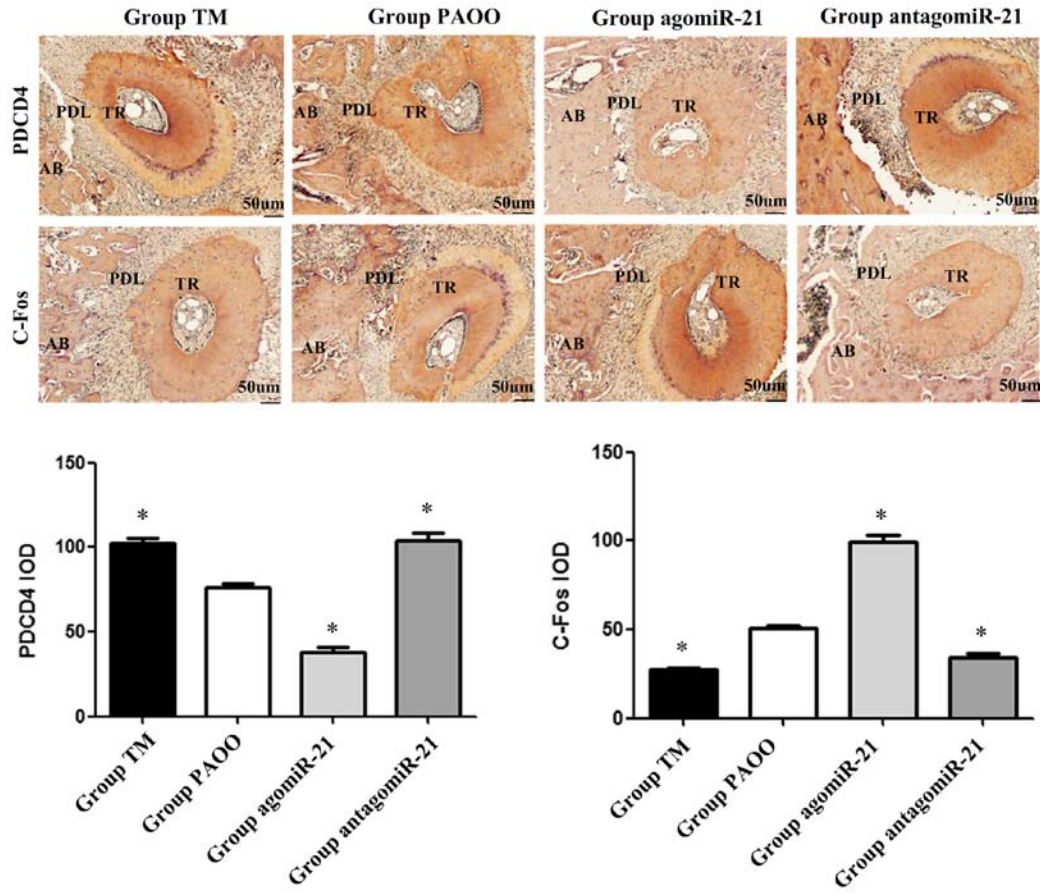 Group TM Group PAOO Group agomiR-21 Group antagomiR-21
PDCD4
PDL TR AB 50um
AB PDL TR 50um
AB PDL TR 50um
AB PDL TR 50um
C-Fos
PDL TR AB 50um
PDL TR AB 50um
PDL TR AB 50um
PDL TR AB 50um
PDCD4 IOD
150
100
50
0
* * *
Group TM
Group PAOO
Group agomiR-21
Group antagomiR-21
C-Fos IOD
150
100
50
0
* * *
Group TM
Group PAOO
Group agomiR-21
Group antagomiR-21